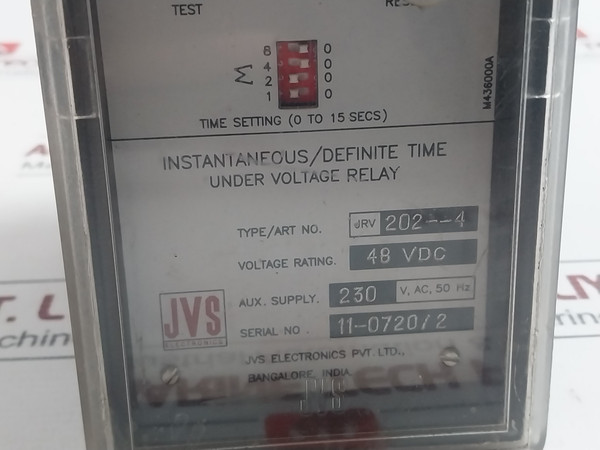 TEST
8 0
4 0
Σ 2 0
1 0
M436000A
TIME SETTING (0 TO 15 SECS)
INSTANTANEOUS/DEFINITE TIME
UNDER VOLTAGE RELAY
TYPE/ART NO. JRV 202--4
VOLTAGE RATING. 48 VDC
AUX. SUPPLY. 230 V, AC, 50 Hz
SERIAL NO. 11-0720/2
JVS
ELECTRONICS
JVS ELECTRONICS PVT. LTD.,
BANGALORE, INDIA.
JVS